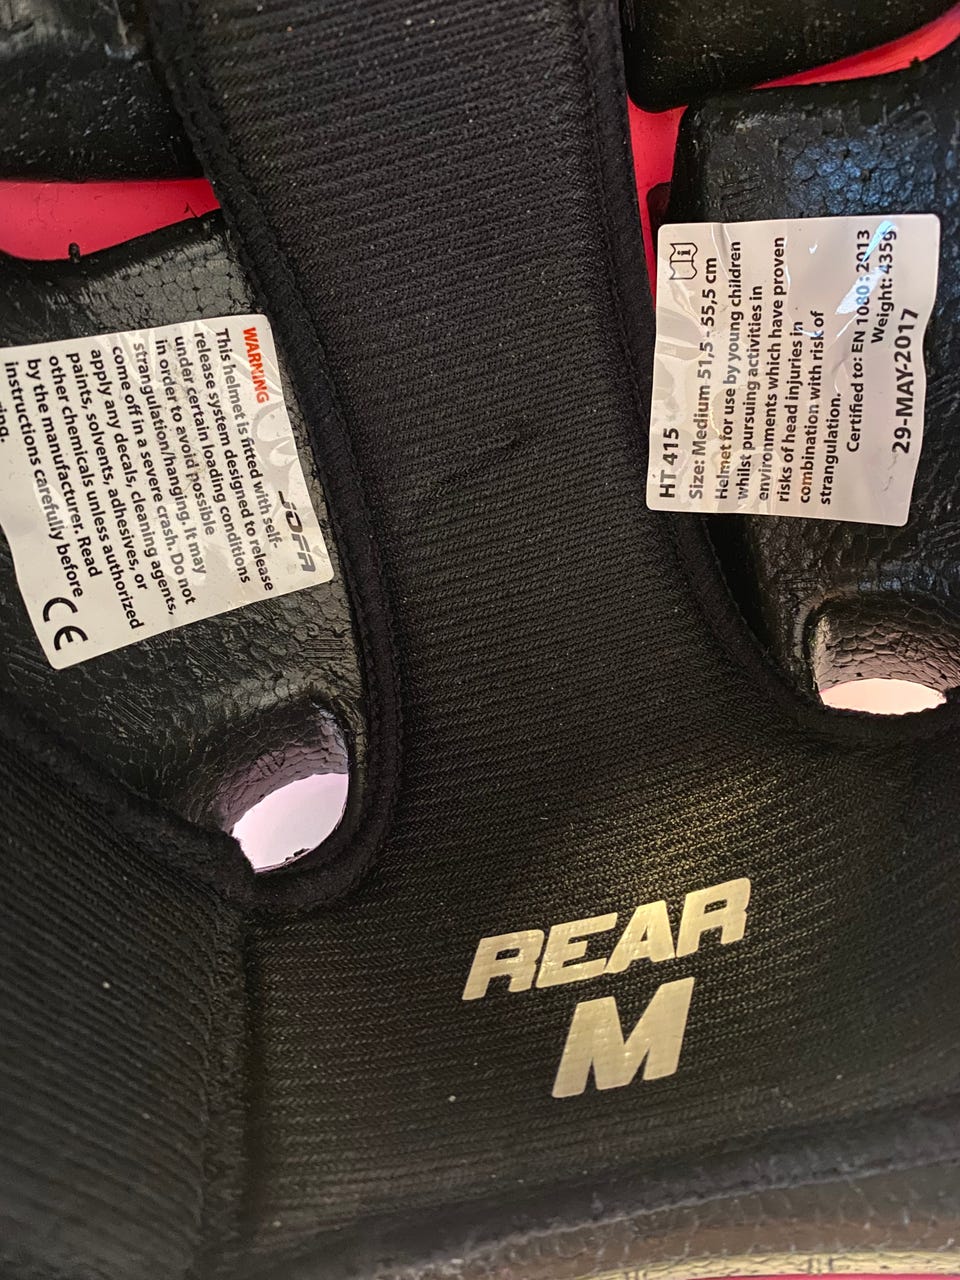 WARNING
This helmet is fitted with self-
release system designed to release
under certain loading conditions
in order to avoid possible
strangulation/hanging. It may
come off in a severe crash. Do not
apply any decals, cleaning agents,
paints, solvents, adhesives, or
other chemicals unless authorized
by the manufacturer. Read
instructions carefully before
JOFA
CE
HT 415
Size: Medium 51,5 - 55,5 cm
Helmet for use by young children
whilst pursuing activities in
environments which have proven
risks of head injuries in
combination with risk of
strangulation.
Certified to: EN 1080: 2013
Weight: 435g
29-MAY-2017
REAR
M